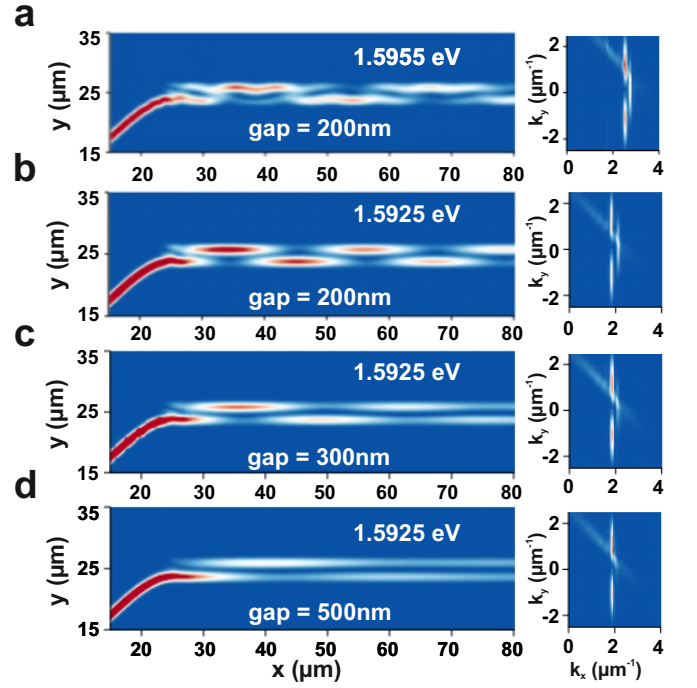 a
35
25
15
y (µm)
1.5955 eV
gap = 200nm
20 30 40 50 60 70 80
2
0
-2
kᵧ (µm⁻¹)
0 2 4
b
35
25
15
y (µm)
1.5925 eV
gap = 200nm
20 30 40 50 60 70 80
2
0
-2
kᵧ (µm⁻¹)
0 2 4
c
35
25
15
y (µm)
1.5925 eV
gap = 300nm
20 30 40 50 60 70 80
2
0
-2
kᵧ (µm⁻¹)
0 2 4
d
35
25
15
y (µm)
1.5925 eV
gap = 500nm
20 30 40 50 60 70 80
x (µm)
2
0
-2
kᵧ (µm⁻¹)
0 2 4
kₓ (µm⁻¹)